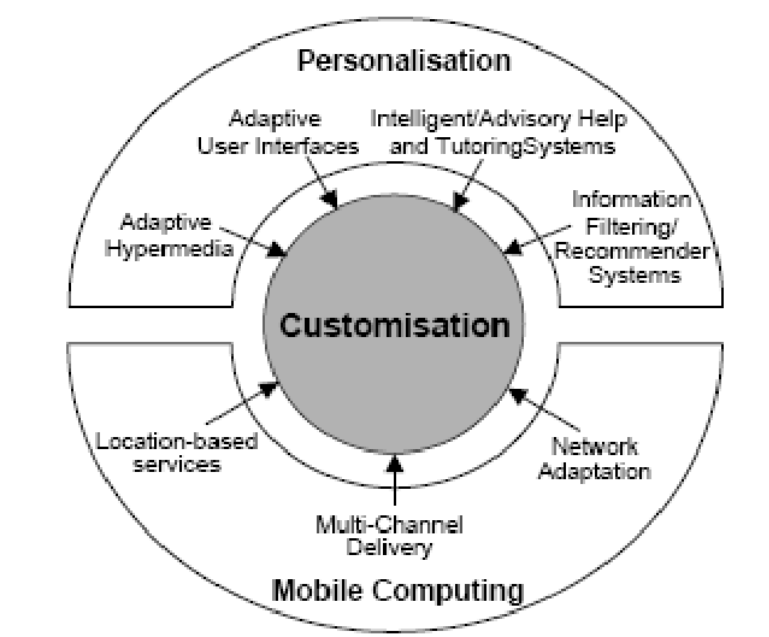 Personalisation
Adaptive
User Interfaces
Intelligent/Advisory Help
and TutoringSystems
Adaptive
Hypermedia
Information
Filtering/
Recommender
Systems
Customisation
Location-based
services
Network
Adaptation
Multi-Channel
Delivery
Mobile Computing